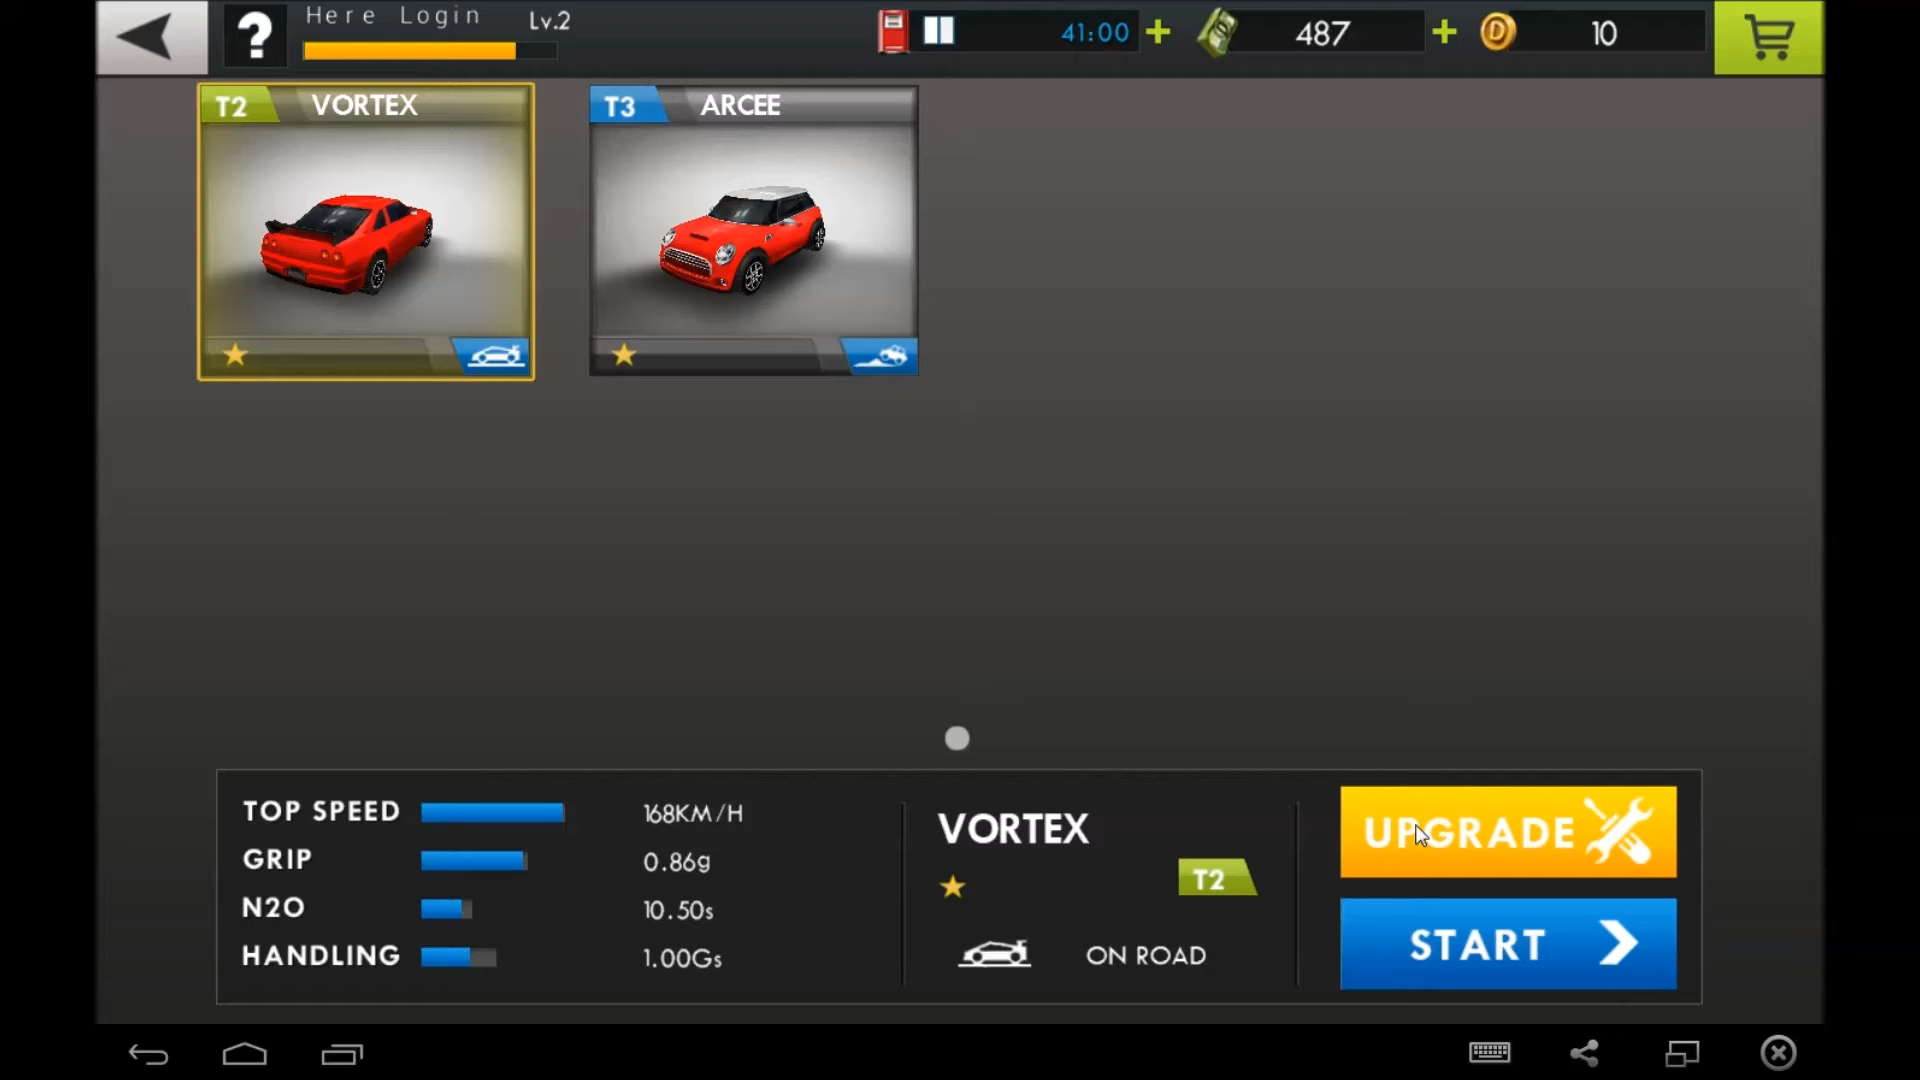 ?
Here Login
Lv.2
41:00 +
487 +
D
10
T2 VORTEX
T3 ARCEE
TOP SPEED 168KM/H
GRIP 0.86g
N2O 10.50s
HANDLING 1.00Gs
VORTEX
T2
ON ROAD
UPGRADE
START